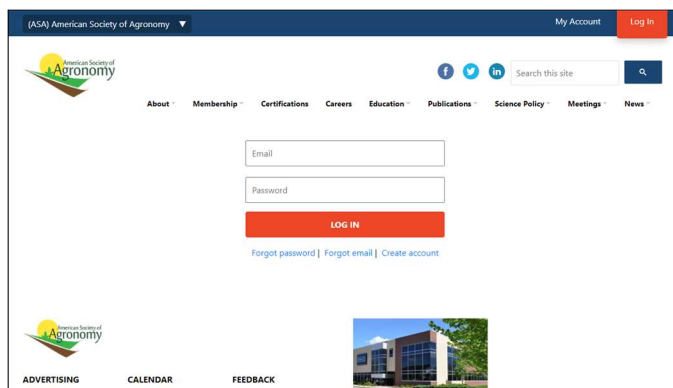 (ASA) American Society of Agronomy ▼
My Account
Log In
American Society of
Agronomy
Search this site
About
Membership
Certifications
Careers
Education
Publications
Science Policy
Meetings
News
Email
Password
LOG IN
Forgot password | Forgot email | Create account
American Society of
Agronomy
ADVERTISING
CALENDAR
FEEDBACK